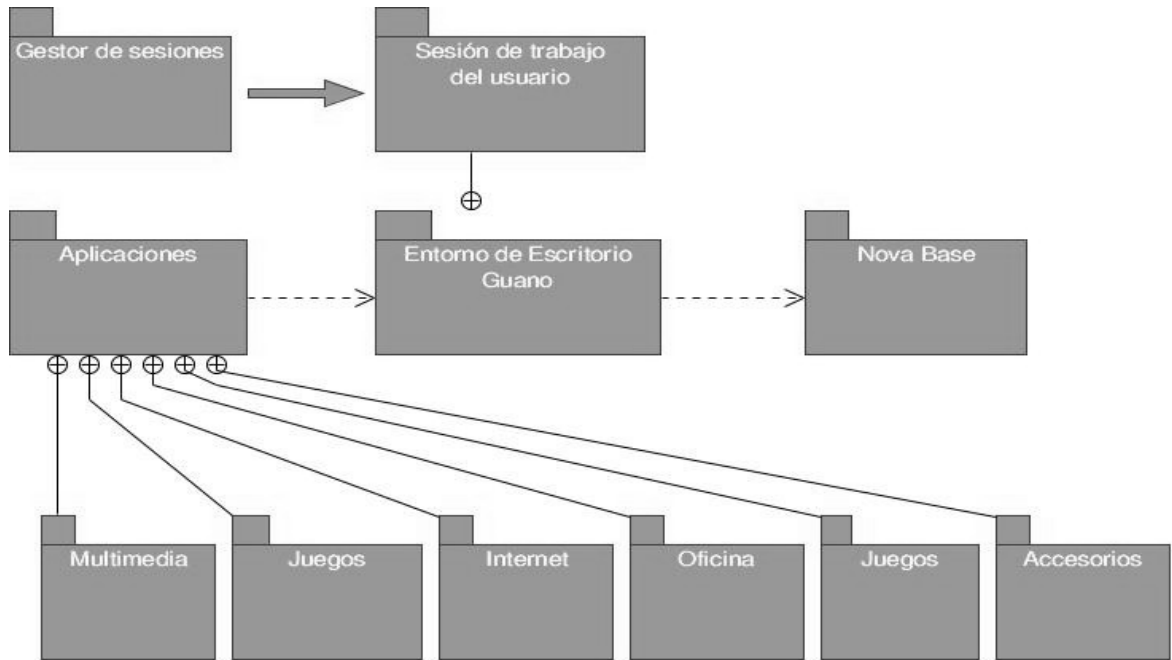 Gestor de sesiones
Sesión de trabajo
del usuario
Aplicaciones
Entorno de Escritorio
Guano
Nova Base
Multimedia
Juegos
Internet
Oficina
Juegos
Accesorios